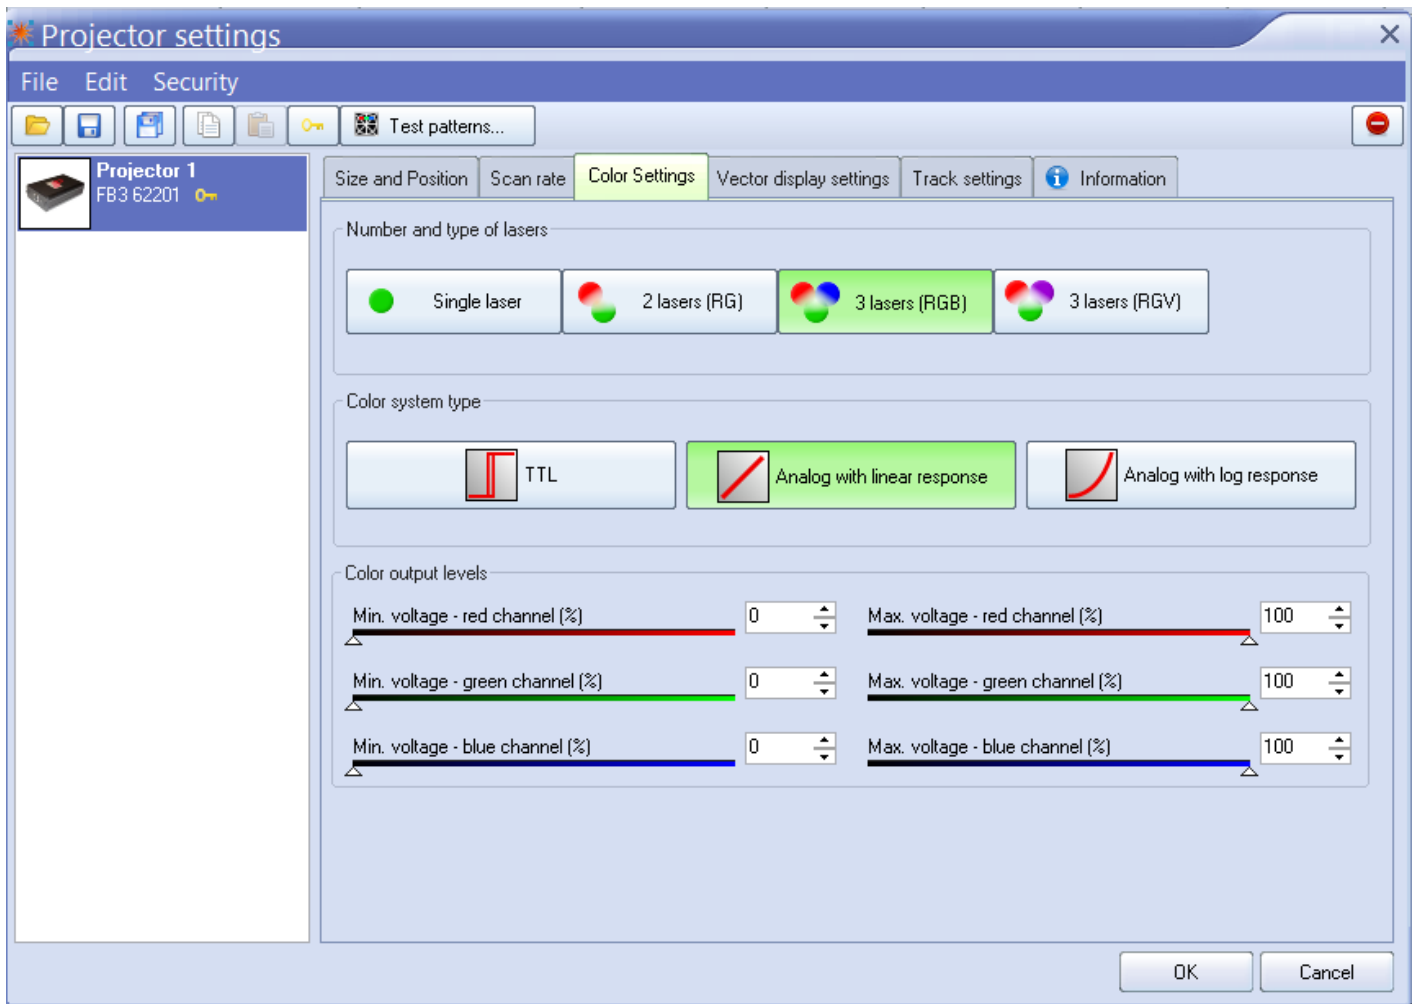 Projector settings
File Edit Security
Test patterns...
Projector 1
FB3 62201
Size and Position Scan rate Color Settings Vector display settings Track settings Information
Number and type of lasers
Single laser 2 lasers (RG) 3 lasers (RGB) 3 lasers (RGV)
Color system type
TTL Analog with linear response Analog with log response
Color output levels
Min. voltage - red channel (%) 0 Max. voltage - red channel (%) 100
Min. voltage - green channel (%) 0 Max. voltage - green channel (%) 100
Min. voltage - blue channel (%) 0 Max. voltage - blue channel (%) 100
OK Cancel